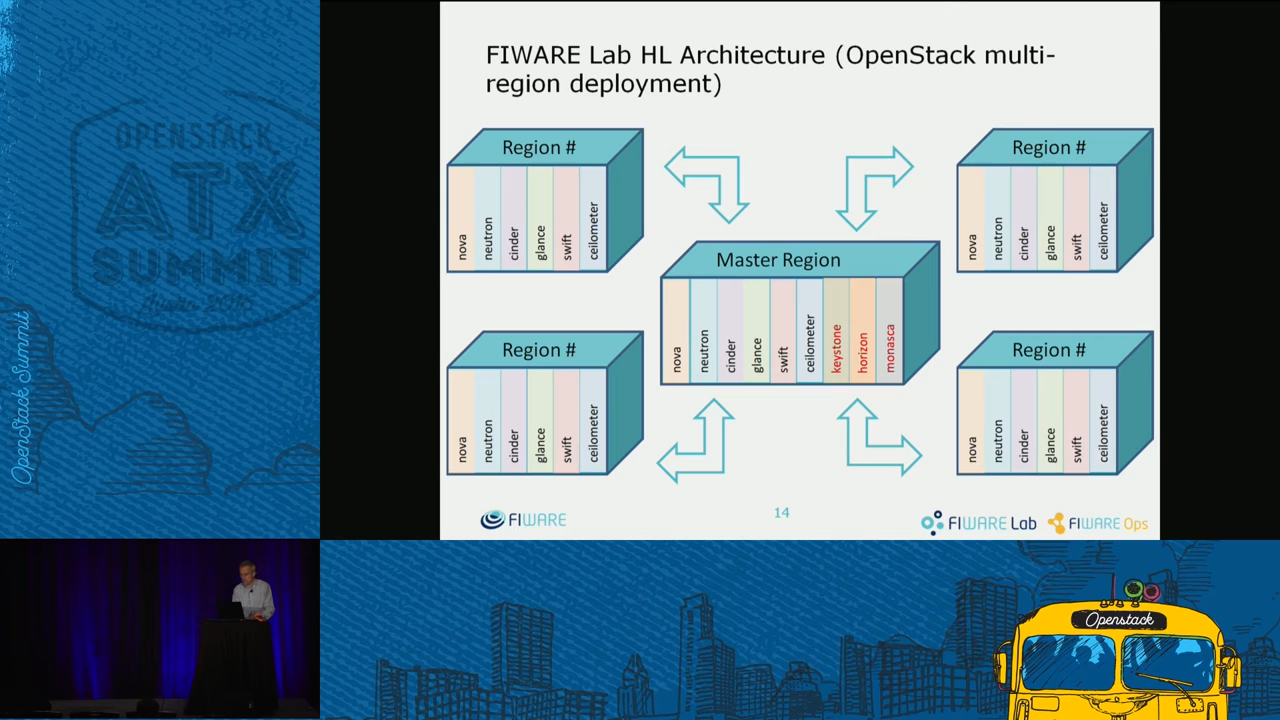 OPENSTACK
ATX
SUMMIT
Austin 2016
OpenStack Summit
FIWARE Lab HL Architecture (OpenStack multi-
region deployment)
Region #
nova
neutron
cinder
glance
swift
ceilometer
Region #
nova
neutron
cinder
glance
swift
ceilometer
Master Region
nova
neutron
cinder
glance
swift
ceilometer
keystone
horizon
monasca
Region #
nova
neutron
cinder
glance
swift
ceilometer
Region #
nova
neutron
cinder
glance
swift
ceilometer
FIWARE
14
FIWARE Lab
FIWARE Ops
Openstack